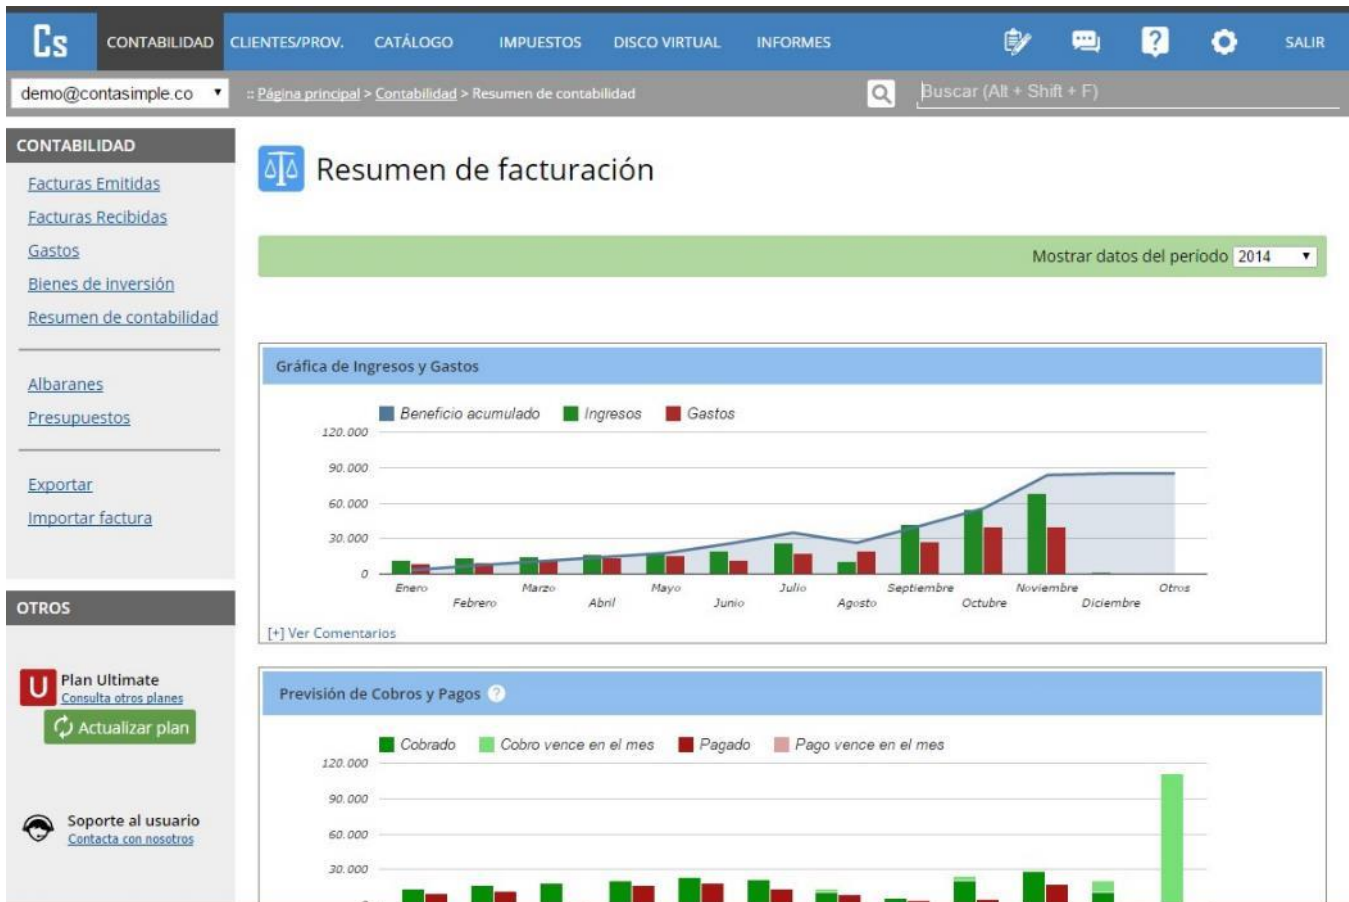 Cs CONTABILIDAD CLIENTES/PROV. CATÁLOGO IMPUESTOS DISCO VIRTUAL INFORMES ? SALIR
demo@contasimple.co :: Página principal > Contabilidad > Resumen de contabilidad Buscar (Alt + Shift + F)
CONTABILIDAD
Facturas Emitidas
Facturas Recibidas
Gastos
Bienes de inversión
Resumen de contabilidad
Albaranes
Presupuestos
Exportar
Importar factura
OTROS
U Plan Ultimate
Consulta otros planes
Actualizar plan
Soporte al usuario
Contacta con nosotros
Resumen de facturación
Mostrar datos del período 2014
Gráfica de Ingresos y Gastos
Beneficio acumulado Ingresos Gastos
120.000
90.000
60.000
30.000
0
Enero Marzo Mayo Julio Septiembre Noviembre Otros
Febrero Abril Junio Agosto Octubre Diciembre
[+] Ver Comentarios
Previsión de Cobros y Pagos ?
Cobrado Cobro vence en el mes Pagado Pago vence en el mes
120.000
90.000
60.000
30.000